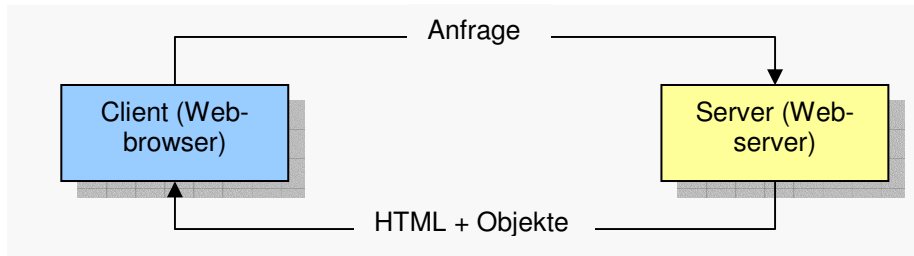 Anfrage
Client (Web-
browser)
Server (Web-
server)
HTML + Objekte